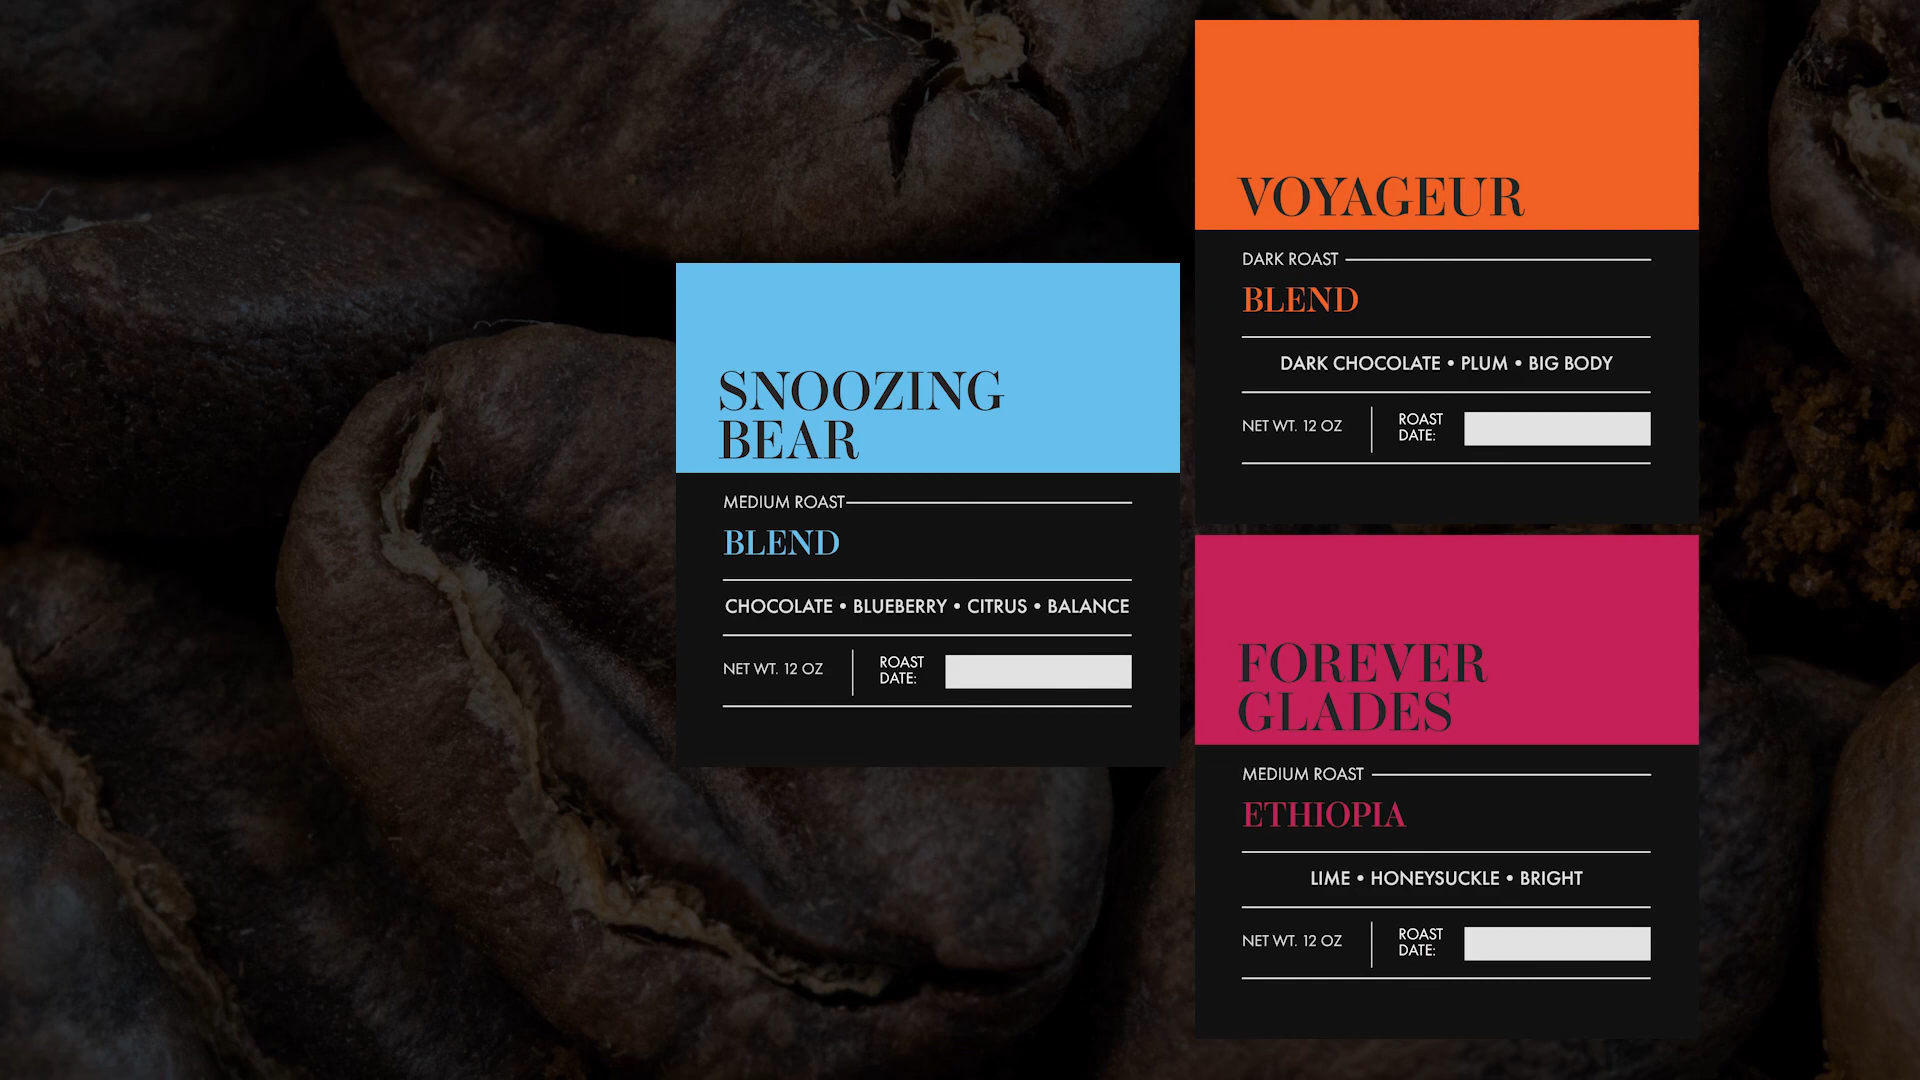 SNOOZING
BEAR
MEDIUM ROAST
BLEND
CHOCOLATE • BLUEBERRY • CITRUS • BALANCE
NET WT. 12 OZ
ROAST
DATE:
VOYAGEUR
DARK ROAST
BLEND
DARK CHOCOLATE • PLUM • BIG BODY
NET WT. 12 OZ
ROAST
DATE:
FOREVER
GLADES
MEDIUM ROAST
ETHIOPIA
LIME • HONEYSUCKLE • BRIGHT
NET WT. 12 OZ
ROAST
DATE: